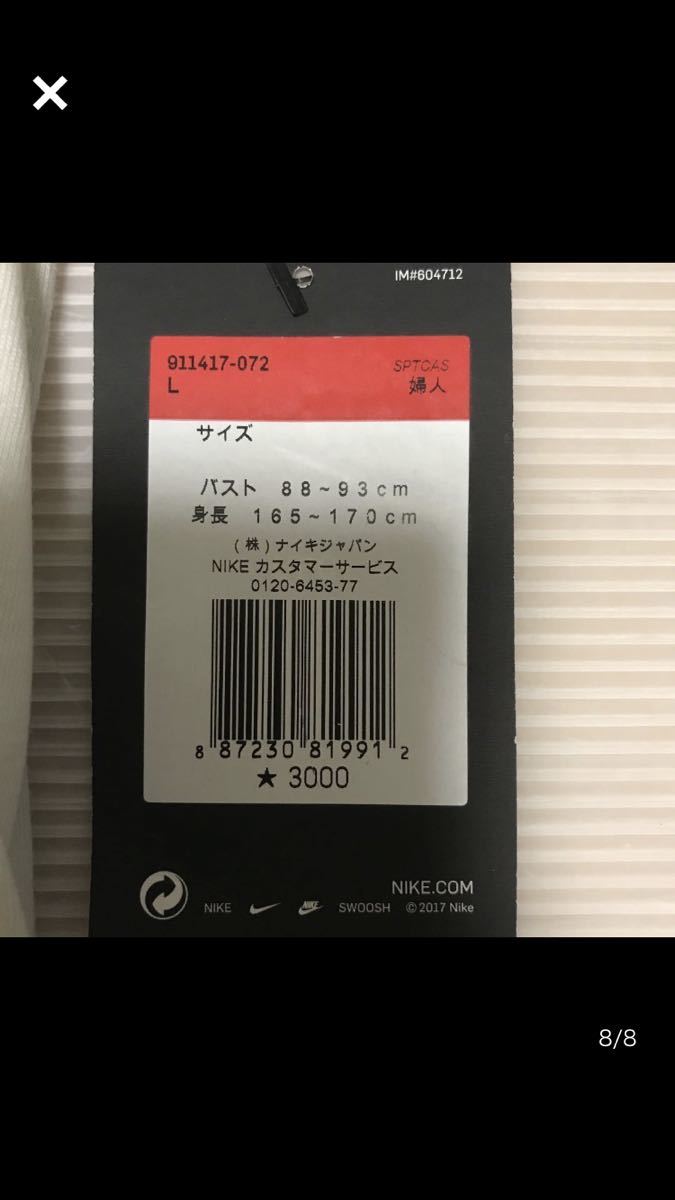 IM#604712
911417-072
SPTCAS
L
婦人
サイズ
バスト 88~93cm
身長 165~170cm
(株)ナイキジャパン
NIKE カスタマーサービス
0120-6453-77
8 87230 81991 2
★ 3000
NIKE.COM
NIKE NIKE SWOOSH ©2017 Nike
8/8